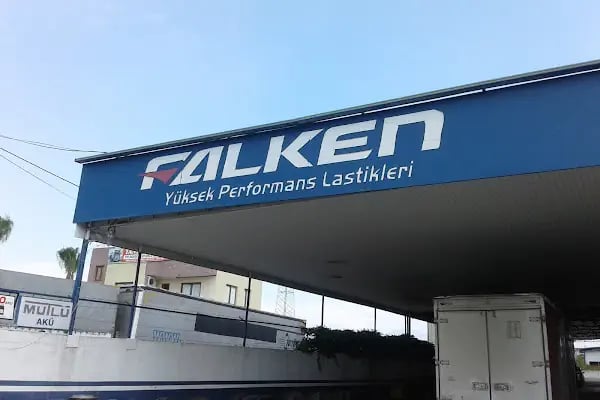 FALKEN
Yüksek Performans Lastikleri
MUTLU
AKÜ